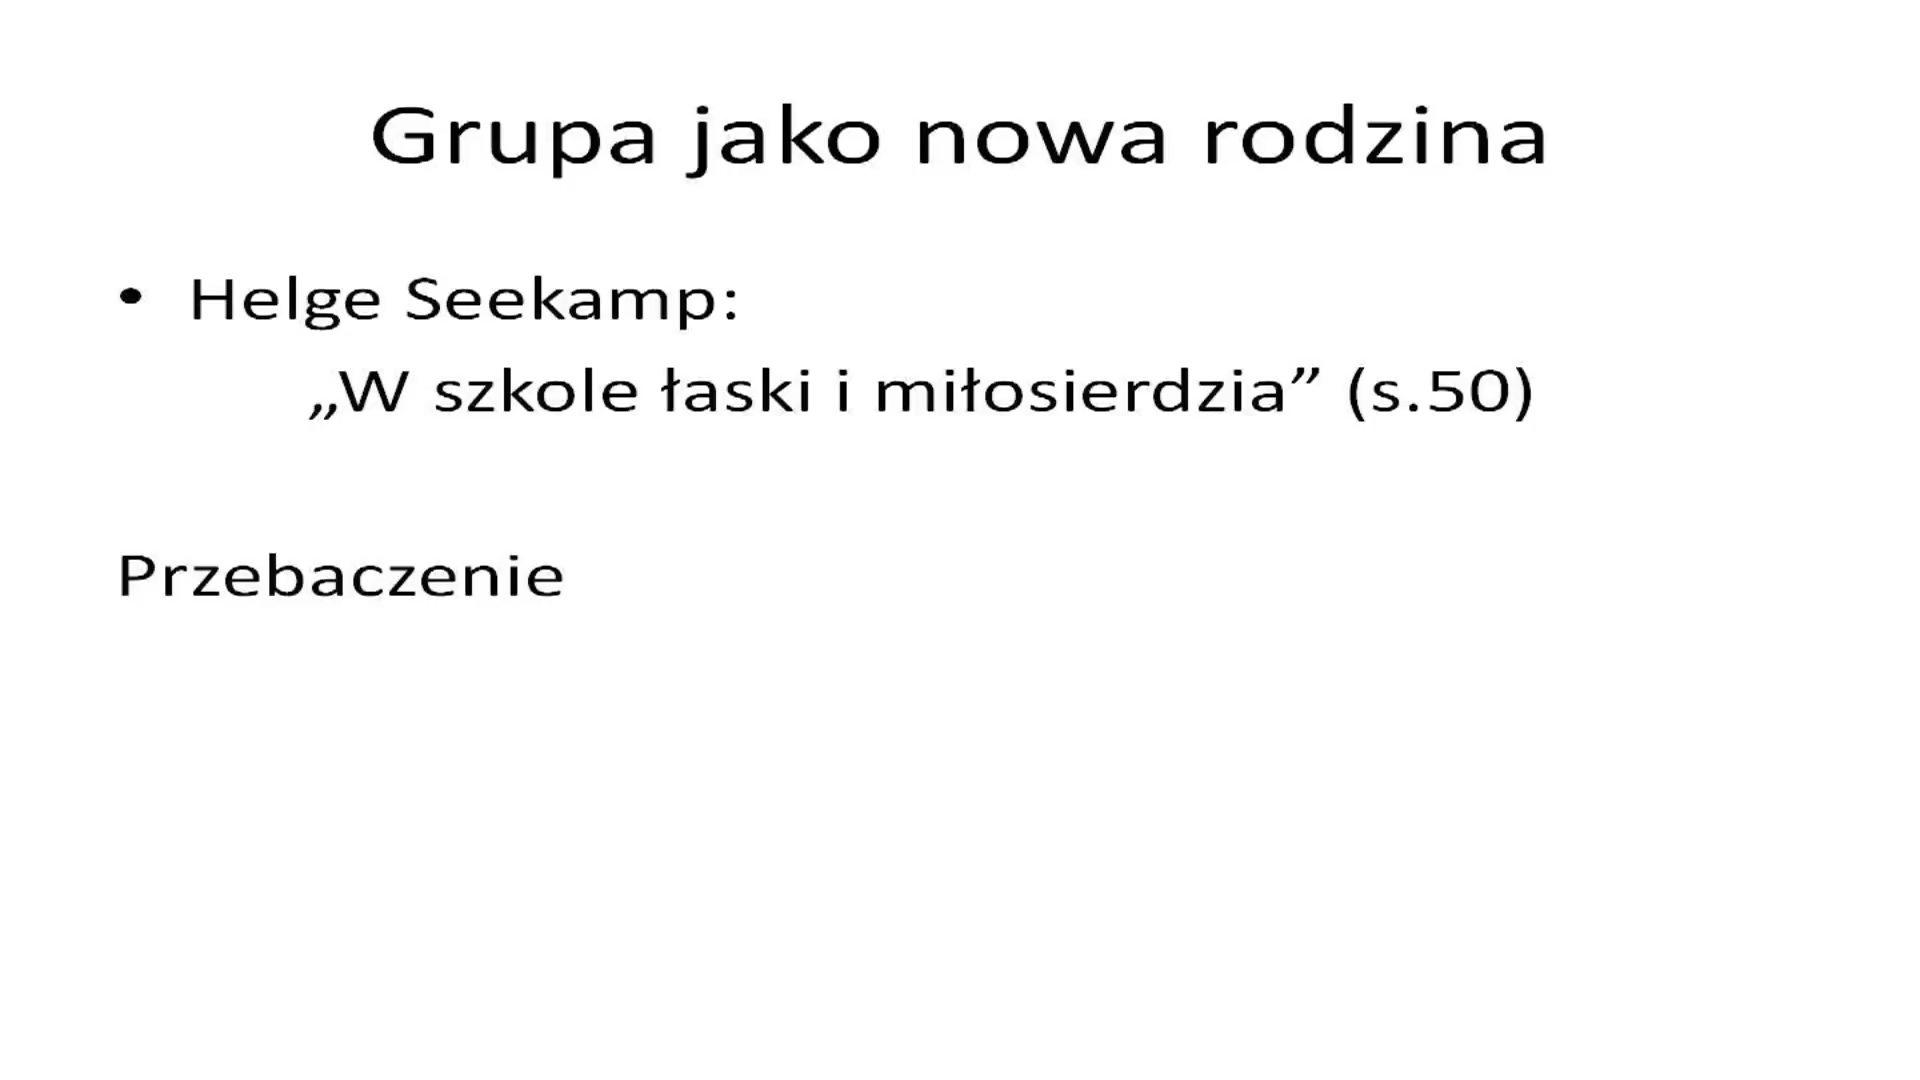 Grupa jako nowa rodzina
• Helge Seekamp:
„W szkole łaski i miłosierdzia” (s.50)
Przebaczenie